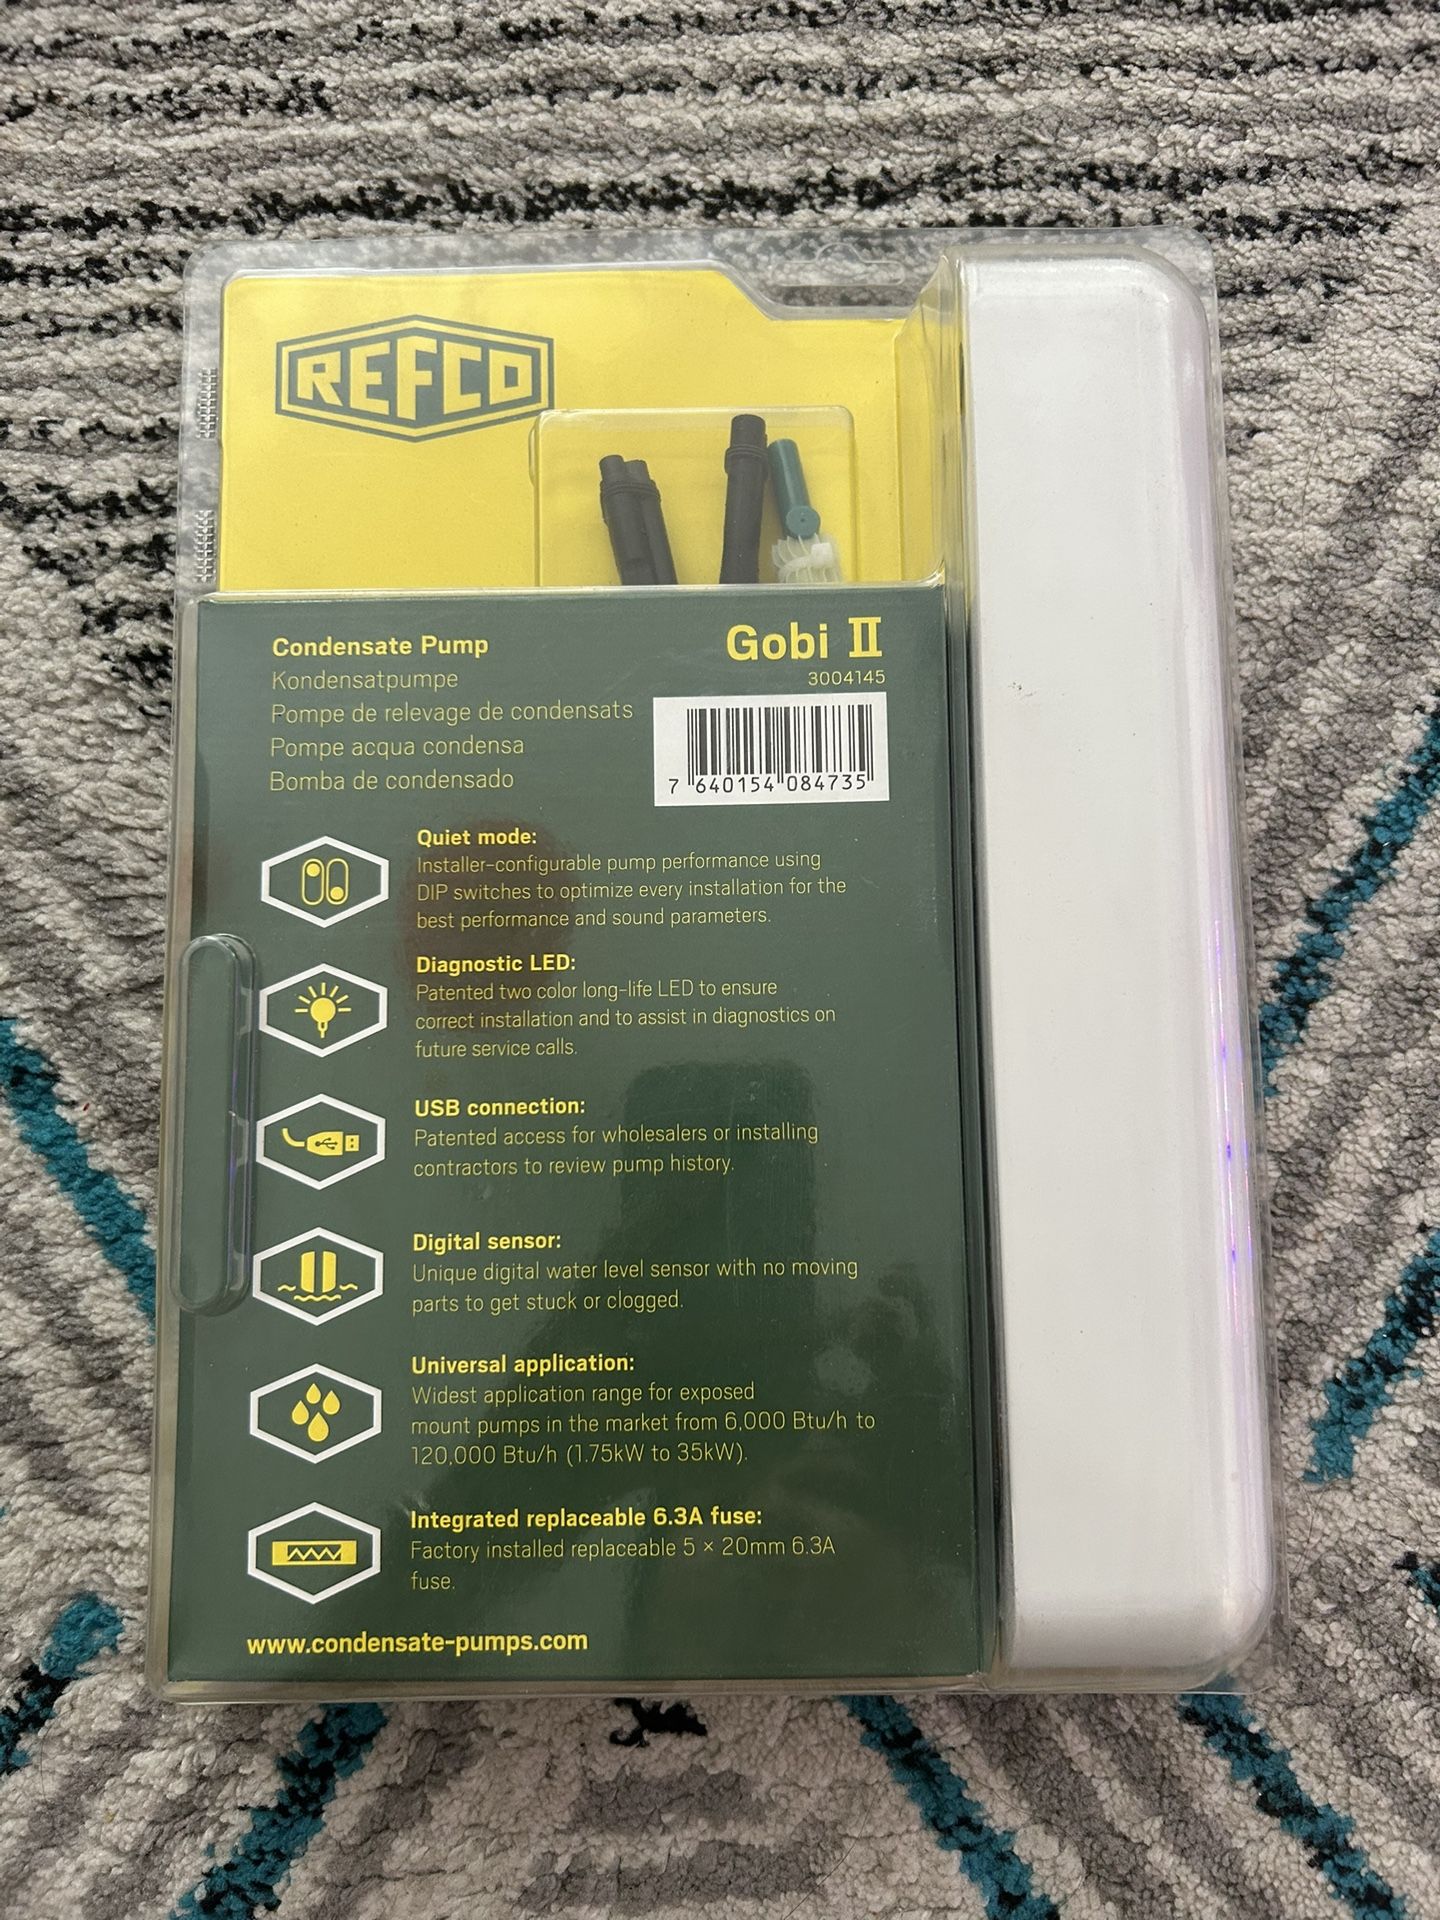 REFCO
Condensate Pump
Kondensatpumpe
Pompe de relevage de condensats
Pompe acqua condensa
Bomba de condensado
Gobi II
3004145
7 640154 084735
Quiet mode:
Installer-configurable pump performance using
DIP switches to optimize every installation for the
best performance and sound parameters.
Diagnostic LED:
Patented two color long-life LED to ensure
correct installation and to assist in diagnostics on
future service calls.
USB connection:
Patented access for wholesalers or installing
contractors to review pump history.
Digital sensor:
Unique digital water level sensor with no moving
parts to get stuck or clogged.
Universal application:
Widest application range for exposed
mount pumps in the market from 6,000 Btu/h to
120,000 Btu/h (1.75kW to 35kW).
Integrated replaceable 6.3A fuse:
Factory installed replaceable 5 × 20mm 6.3A
fuse.
www.condensate-pumps.com